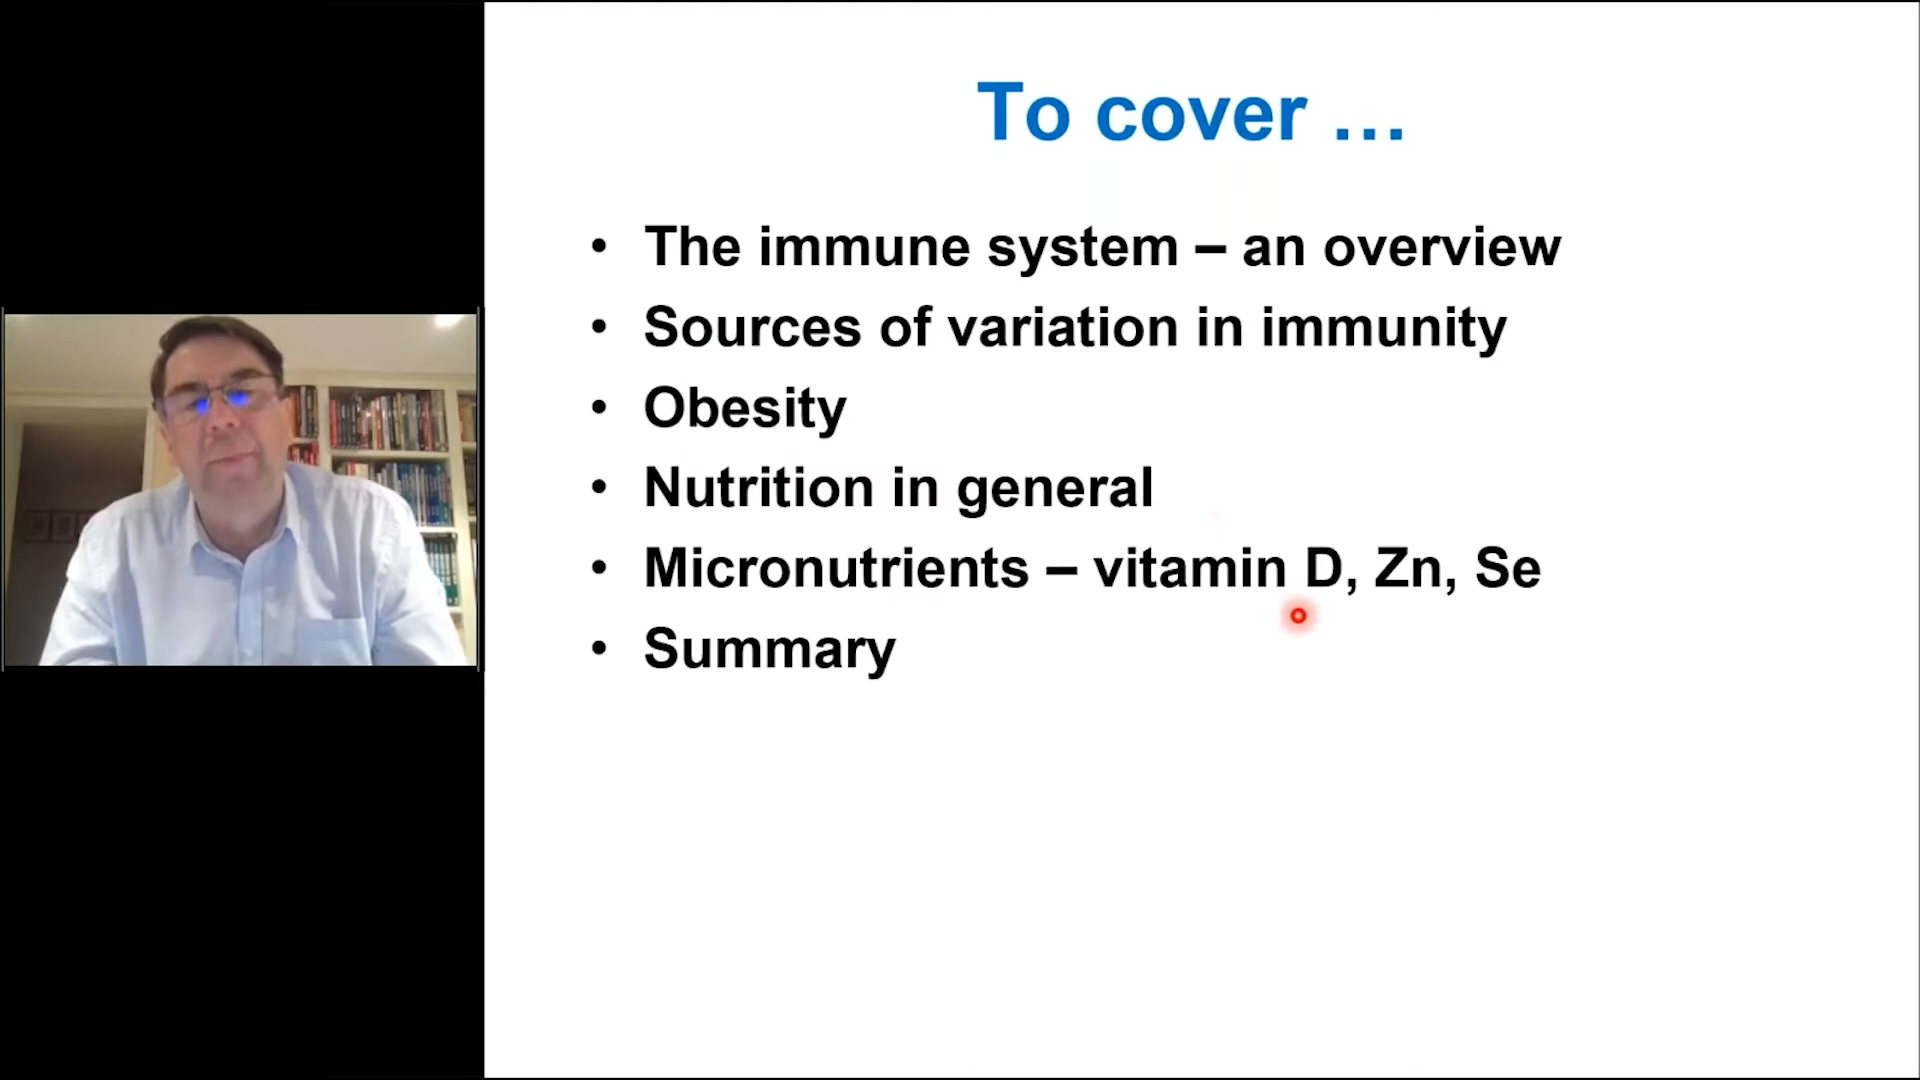 To cover …
• The immune system – an overview
• Sources of variation in immunity
• Obesity
• Nutrition in general
• Micronutrients – vitamin D, Zn, Se
• Summary